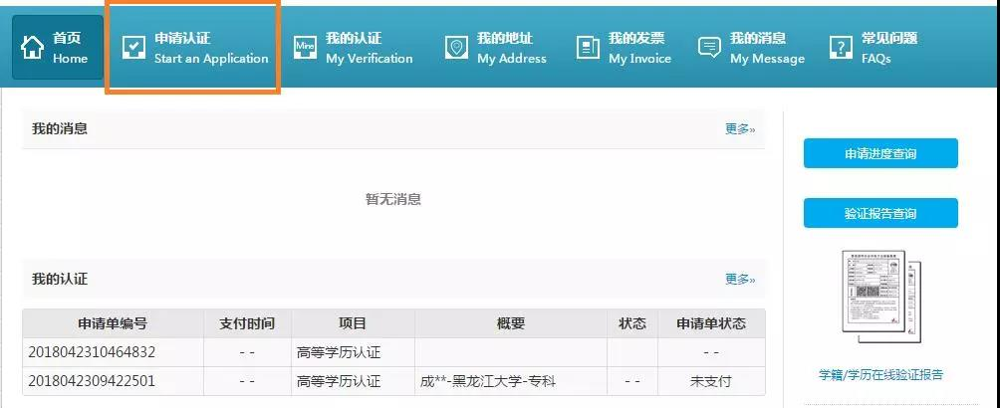 首页
Home
申请认证
Start an Application
Mine
我的认证
My Verification
我的地址
My Address
我的发票
My Invoice
我的消息
My Message
?
常见问题
FAQs
我的消息 更多»
暂无消息
我的认证 更多»
申请单编号 支付时间 项目 概要 状态 申请单状态
2018042310464832 - - 高等学历认证 - -
2018042309422501 - - 高等学历认证 成**-黑龙江大学-专科 - - 未支付
申请进度查询
验证报告查询
学籍/学历在线验证报告